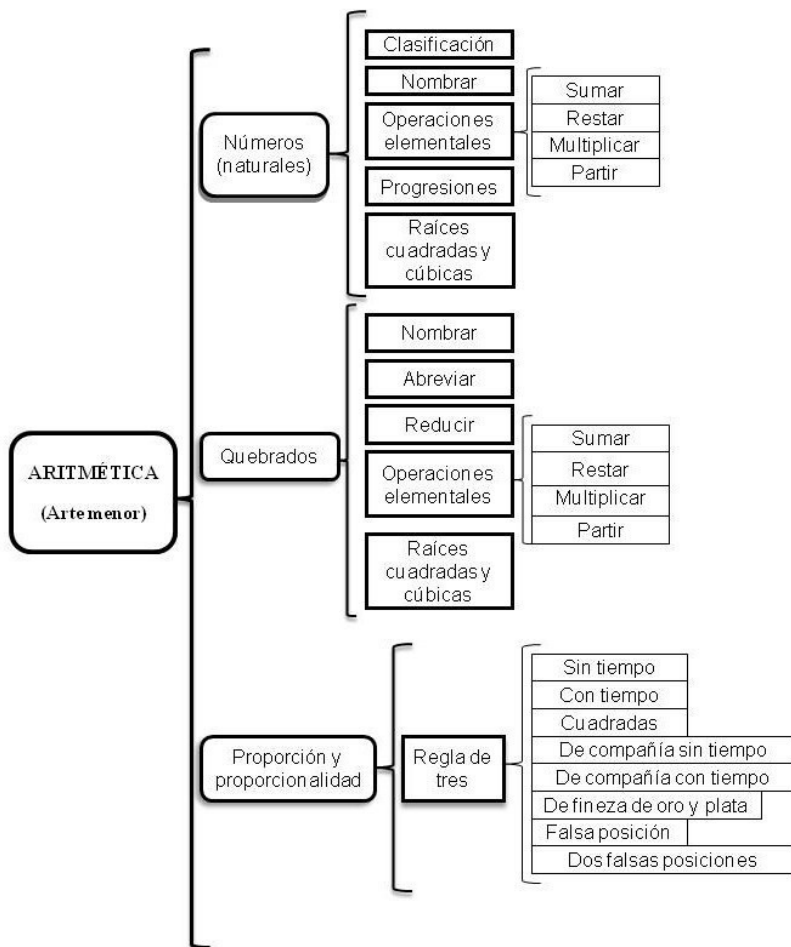 ARITMÉTICA
(Arte menor)
Números
(naturales)
Clasificación
Nombrar
Operaciones
elementales
Sumar
Restar
Multiplicar
Partir
Progresiones
Raíces
cuadradas y
cúbicas
Quebrados
Nombrar
Abreviar
Reducir
Operaciones
elementales
Sumar
Restar
Multiplicar
Partir
Raíces
cuadradas y
cúbicas
Proporción y
proporcionalidad
Regla de
tres
Sin tiempo
Con tiempo
Cuadradas
De compañía sin tiempo
De compañía con tiempo
De fineza de oro y plata
Falsa posición
Dos falsas posiciones